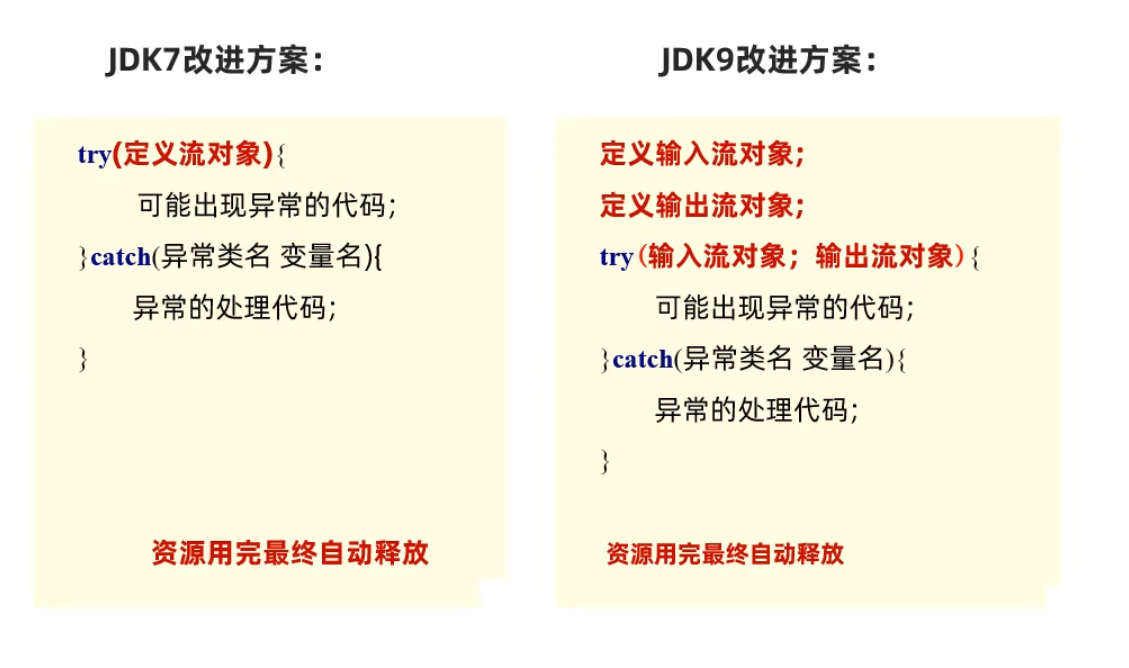 JDK7改进方案：
try(定义流对象){
可能出现异常的代码;
}catch(异常类名 变量名){
异常的处理代码;
}
资源用完最终自动释放
JDK9改进方案：
定义输入流对象;
定义输出流对象;
try(输入流对象；输出流对象){
可能出现异常的代码;
}catch(异常类名 变量名){
异常的处理代码;
}
资源用完最终自动释放